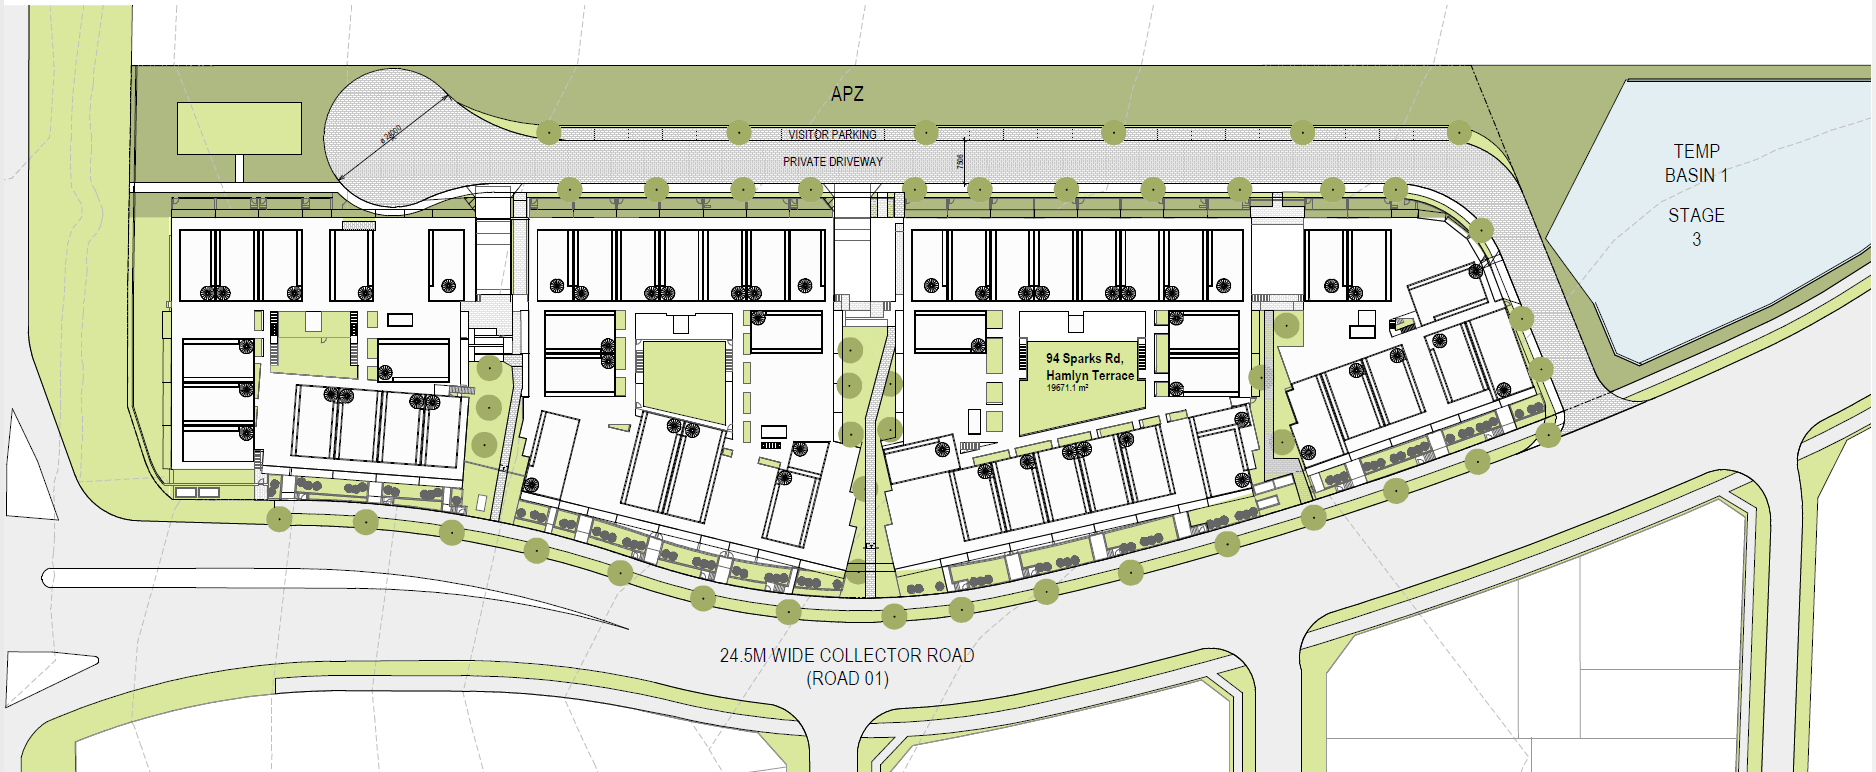 APZ
VISITOR PARKING
PRIVATE DRIVEWAY
7506
TEMP
BASIN 1
STAGE
3
94 Sparks Rd,
Hamlyn Terrace
19671.1 m²
24.5M WIDE COLLECTOR ROAD
(ROAD 01)